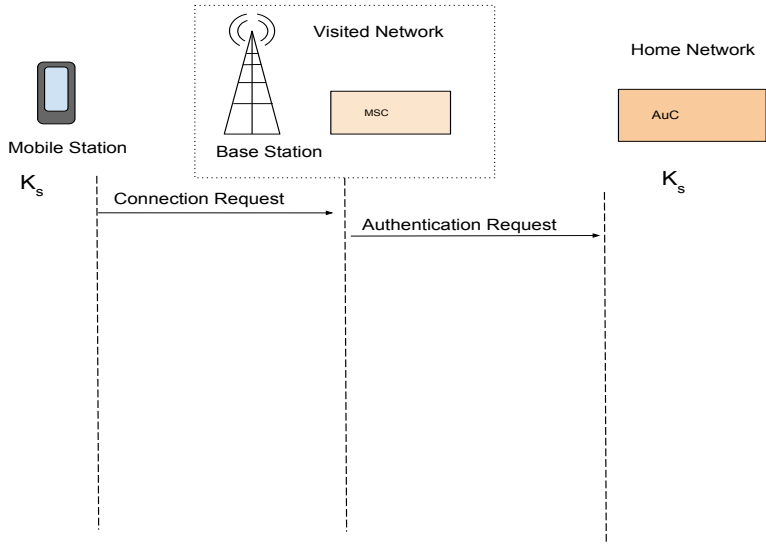 Visited Network
Home Network
MSC
AuC
Mobile Station
Base Station
Ks
Ks
Connection Request
Authentication Request